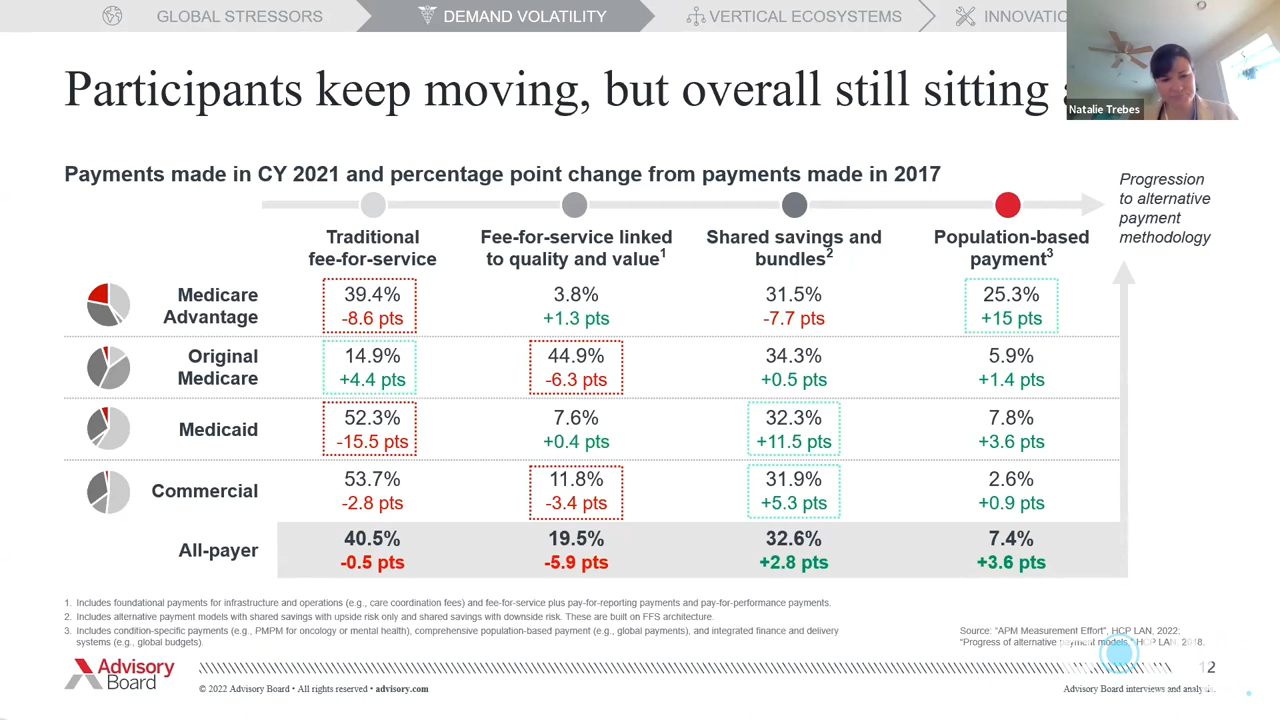 GLOBAL STRESSORS
DEMAND VOLATILITY
VERTICAL ECOSYSTEMS
Participants keep moving, but overall still sitting
Natalie Trebes
Payments made in CY 2021 and percentage point change from payments made in 2017
Progression
to alternative
payment
methodology
Traditional
fee-for-service
Fee-for-service linked
to quality and value1
Shared savings and
bundles2
Population-based
payment3
Medicare
Advantage
39.4%
-8.6 pts
3.8%
+1.3 pts
31.5%
-7.7 pts
25.3%
+15 pts
Original
Medicare
14.9%
+4.4 pts
44.9%
-6.3 pts
34.3%
+0.5 pts
5.9%
+1.4 pts
Medicaid
52.3%
-15.5 pts
7.6%
+0.4 pts
32.3%
+11.5 pts
7.8%
+3.6 pts
Commercial
53.7%
-2.8 pts
11.8%
-3.4 pts
31.9%
+5.3 pts
2.6%
+0.9 pts
All-payer
40.5%
-0.5 pts
19.5%
-5.9 pts
32.6%
+2.8 pts
7.4%
+3.6 pts
1. Includes foundational payments for infrastructure and operations (e.g., care coordination fees) and fee-for-service plus pay-for-reporting payments and pay-for-performance payments.
2. Includes alternative payment models with shared savings with upside risk only and shared savings with downside risk. These are built on FFS architecture.
3. Includes condition-specific payments (e.g., PMPM for oncology or mental health), comprehensive population-based payment (e.g., global payments), and integrated finance and delivery
systems (e.g., global budgets).
Source: "APM Measurement Effort", HCP LAN, 2022;
"Progress of alternative payment models," HCP LAN, 2018.
Advisory
Board
12
© 2022 Advisory Board • All rights reserved • advisory.com
Advisory Board interviews and analysis.